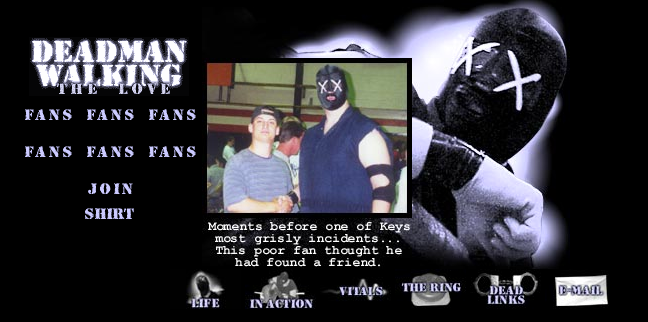 DEADMAN
WALKING
THE LOVE
FANS FANS FANS
FANS FANS FANS
JOIN
SHIRT
Moments before one of Keys
most grisly incidents...
This poor fan thought he
had found a friend.
LIFE
IN ACTION
VITALS
THE RING
DEAD
LINKS
E-MAIL